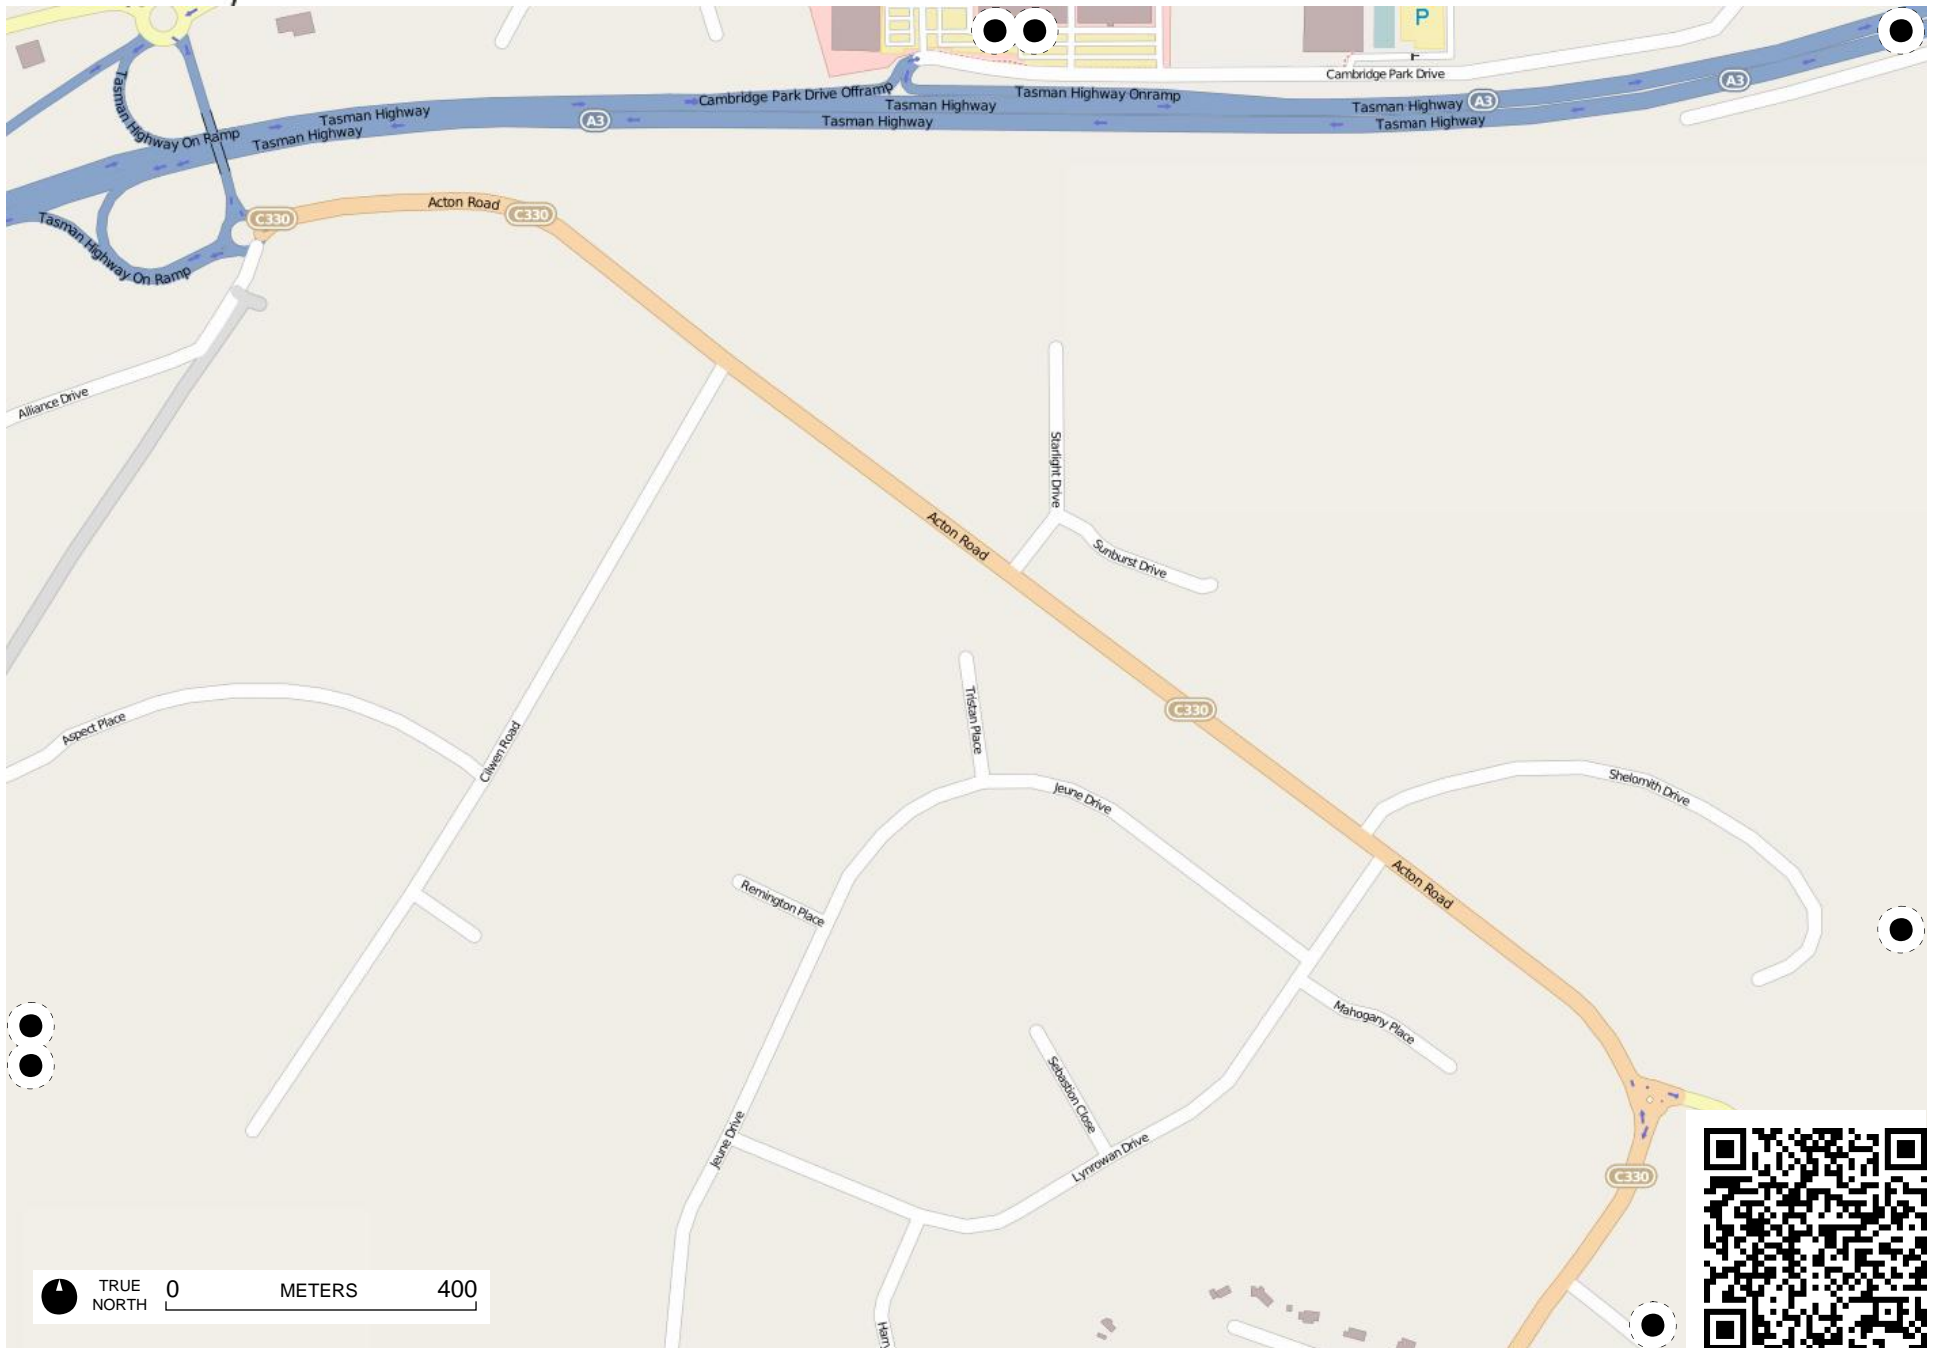 P
Cambridge Park Drive
A3
Tasman Highway On Ramp
Tasman Highway
Tasman Highway
A3
Cambridge Park Drive Offramp
Tasman Highway
Tasman Highway
Tasman Highway Onramp
Tasman Highway
A3
Tasman Highway
Tasman Highway On Ramp
C330
Acton Road
C330
Alliance Drive
Starlight Drive
Acton Road
Sunburst Drive
C330
Tristan Place
Aspect Place
Cilwen Road
Jeune Drive
Shelomith Drive
Acton Road
Remington Place
Mahogany Place
Sebastion Close
Jeune Drive
Lynrowan Drive
C330
TRUE
NORTH
0 METERS 400